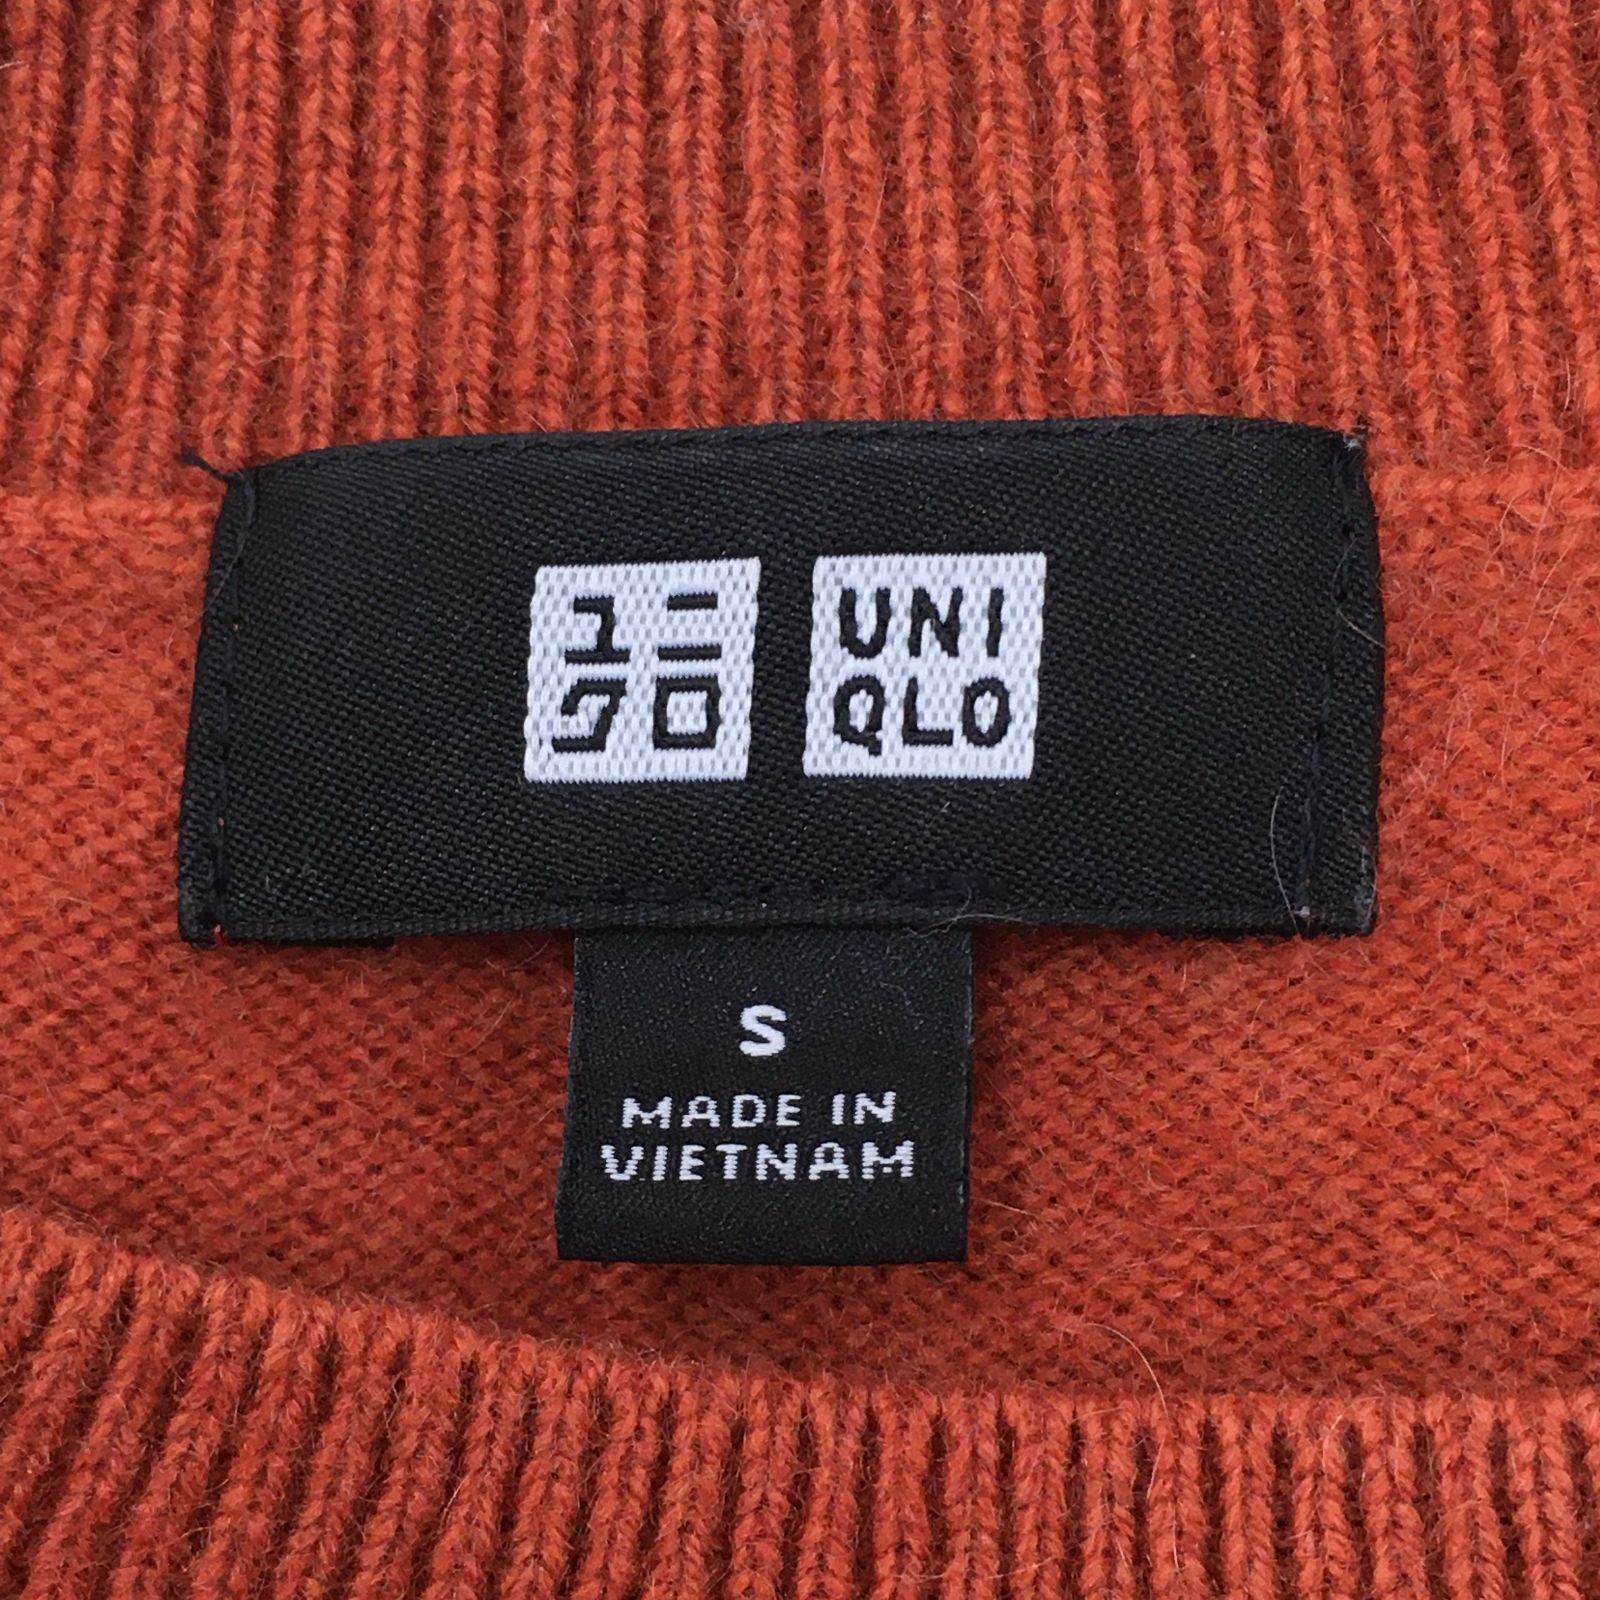 ユニ UNI
クロ QLO
S
MADE IN
VIETNAM